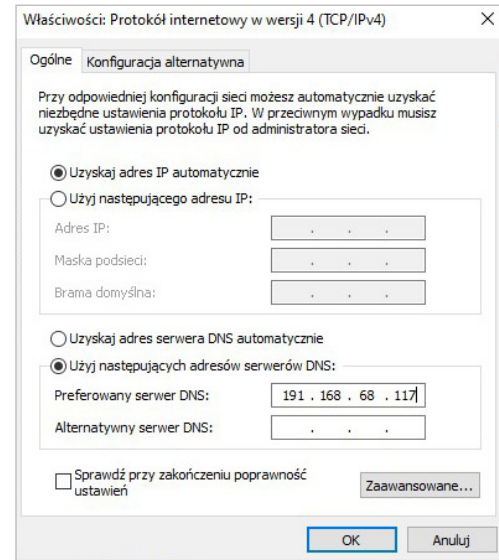 Właściwości: Protokół internetowy w wersji 4 (TCP/IPv4)
Ogólne Konfiguracja alternatywna
Przy odpowiedniej konfiguracji sieci możesz automatycznie uzyskać
niezbędne ustawienia protokołu IP. W przeciwnym wypadku musisz
uzyskać ustawienia protokołu IP od administratora sieci.
Uzyskaj adres IP automatycznie
Użyj następującego adresu IP:
Adres IP: . . .
Maska podsieci: . . .
Brama domyślna: . . .
Uzyskaj adres serwera DNS automatycznie
Użyj następujących adresów serwerów DNS:
Preferowany serwer DNS: 191 . 168 . 68 . 117
Alternatywny serwer DNS: . . .
Sprawdź przy zakończeniu poprawność
ustawień
Zaawansowane...
OK Anuluj